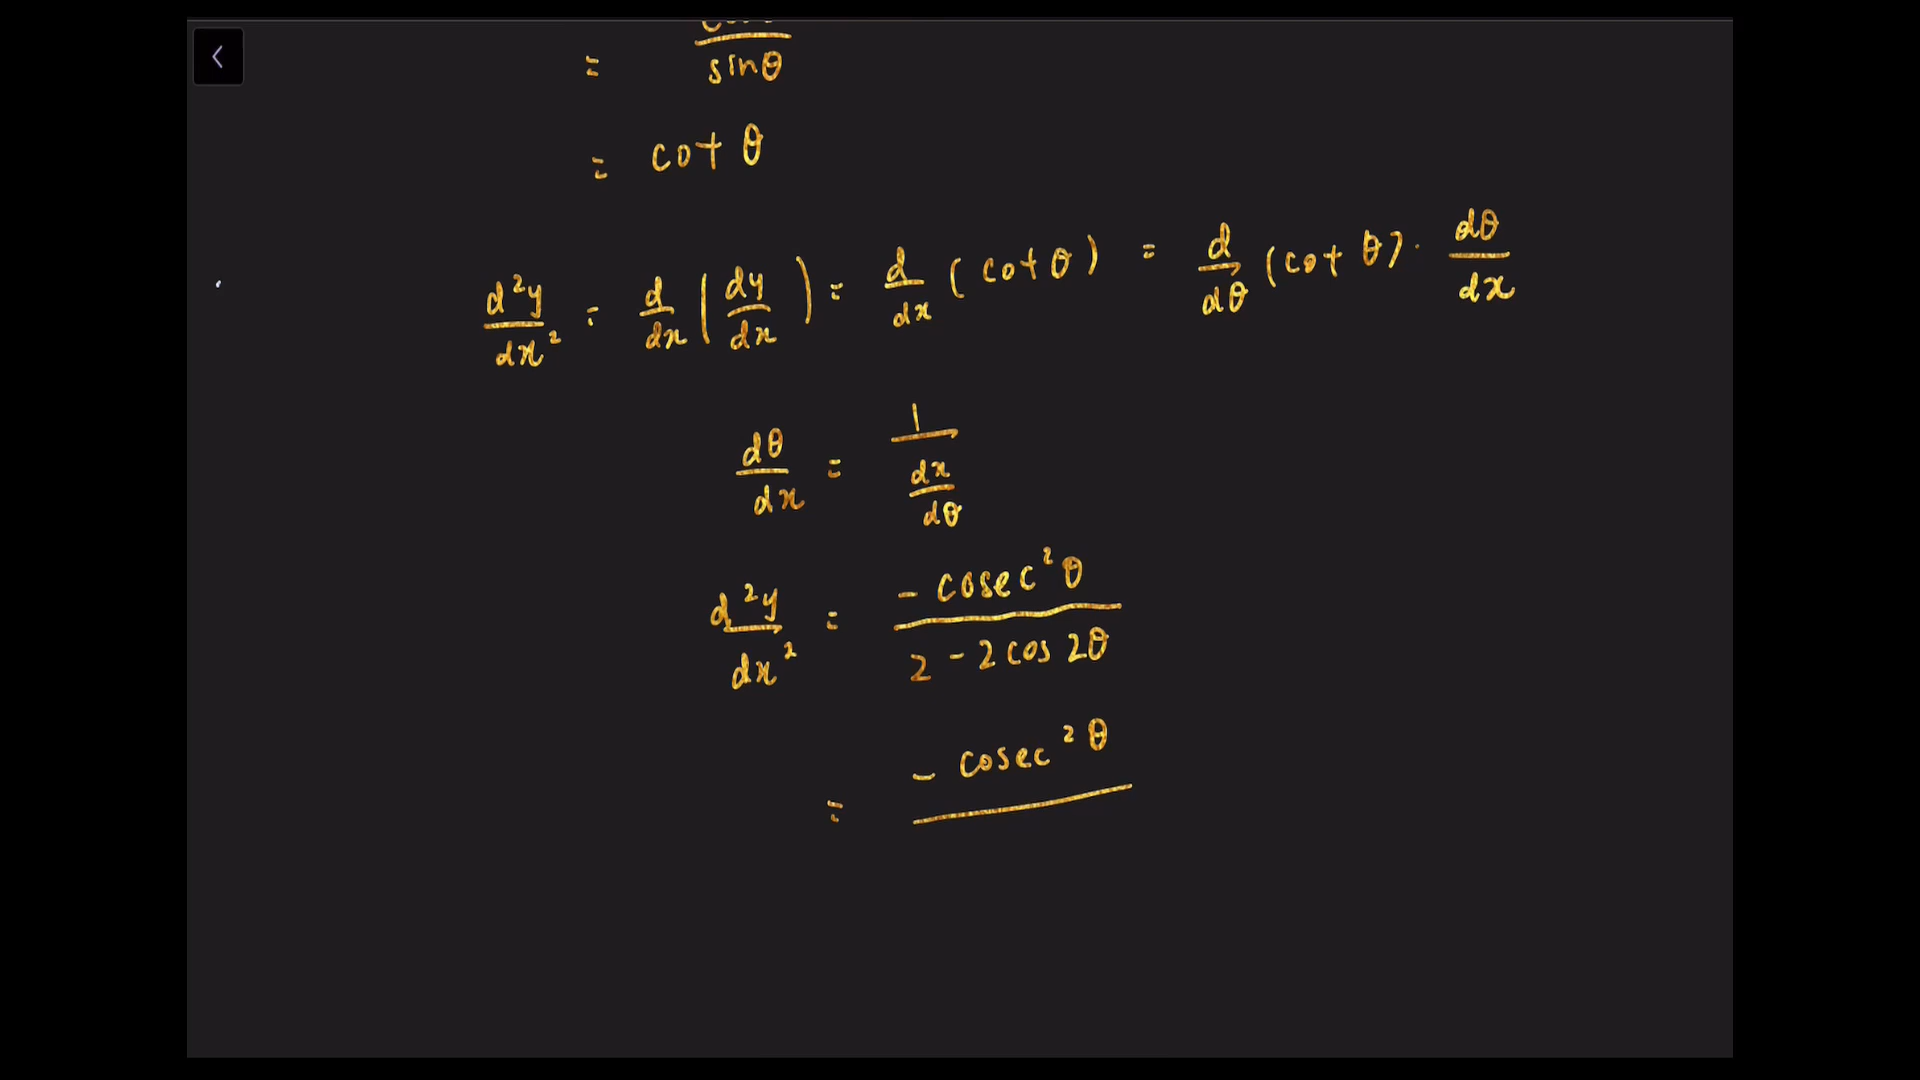 = sinθ
= cot θ
d²y/dx² = d/dx (dy/dx) = d/dx (cot θ) = d/dθ (cot θ) · dθ/dx
dθ/dx = 1/(dx/dθ)
d²y/dx² = - cosec²θ / 2 - 2 cos 2θ
= - cosec²θ